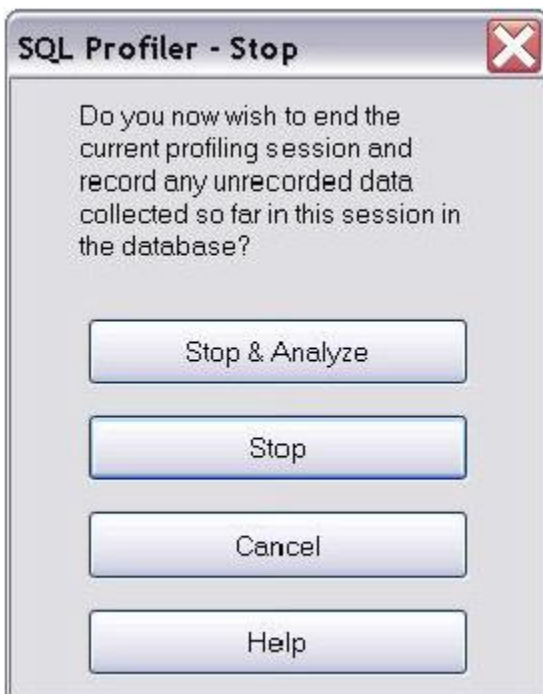 SQL Profiler - Stop
Do you now wish to end the
current profiling session and
record any unrecorded data
collected so far in this session in
the database?
Stop & Analyze
Stop
Cancel
Help